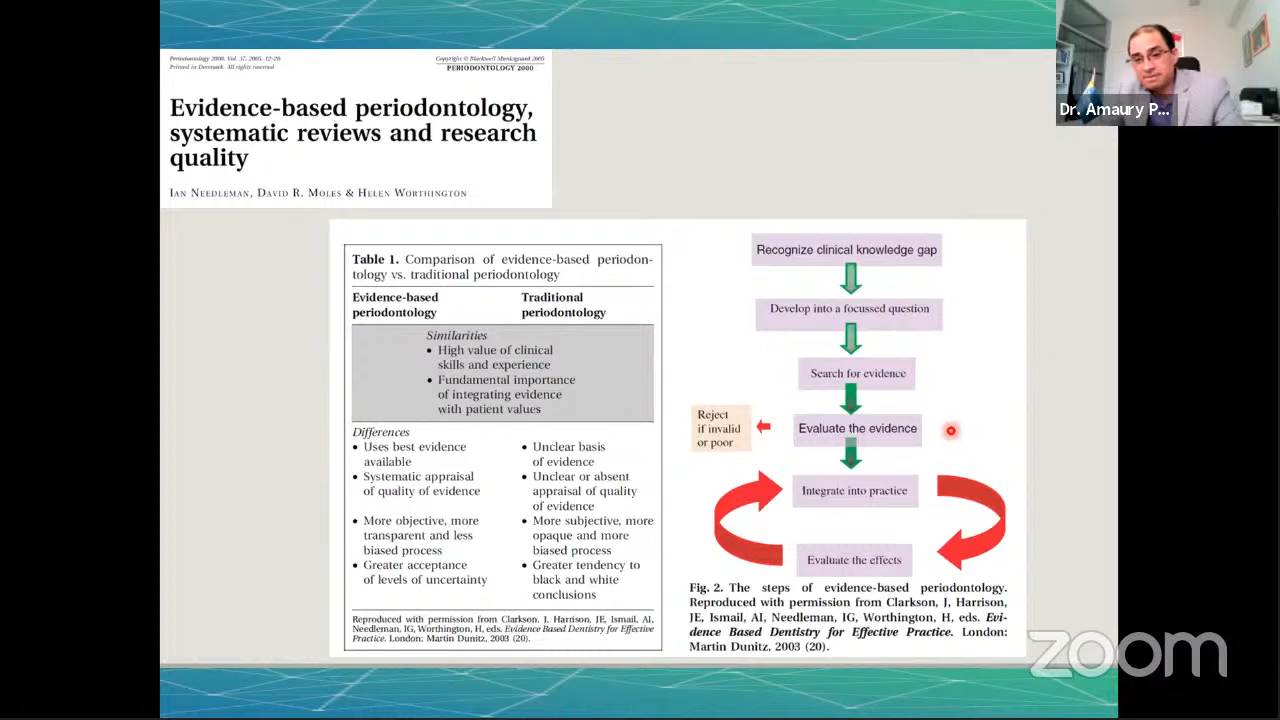 Periodontology 2000, Vol. 37, 2005, 12–28
Printed in Denmark. All rights reserved
Copyright © Blackwell Munksgaard 2005
PERIODONTOLOGY 2000
Evidence-based periodontology,
systematic reviews and research
quality
Ian Needleman, David R. Moles & Helen Worthington
Dr. Amaury P...
Table 1. Comparison of evidence-based periodon-
tology vs. traditional periodontology
Evidence-based
periodontology
Traditional
periodontology
Similarities
• High value of clinical
skills and experience
• Fundamental importance
of integrating evidence
with patient values
Differences
• Uses best evidence
available
• Unclear basis
of evidence
• Systematic appraisal
of quality of evidence
• Unclear or absent
appraisal of quality
of evidence
• More objective, more
transparent and less
biased process
• More subjective, more
opaque and more
biased process
• Greater acceptance
of levels of uncertainty
• Greater tendency to
black and white
conclusions
Reproduced with permission from Clarkson, J, Harrison, JE, Ismail, AI,
Needleman, IG, Worthington, H, eds. Evidence Based Dentistry for Effective
Practice. London: Martin Dunitz, 2003 (20).
Recognize clinical knowledge gap
Develop into a focussed question
Search for evidence
Evaluate the evidence
Reject
if invalid
or poor
Integrate into practice
Evaluate the effects
Fig. 2. The steps of evidence-based periodontology.
Reproduced with permission from Clarkson, J, Harrison,
JE, Ismail, AI, Needleman, IG, Worthington, H, eds. Evi-
dence Based Dentistry for Effective Practice. London:
Martin Dunitz, 2003 (20).
zoom